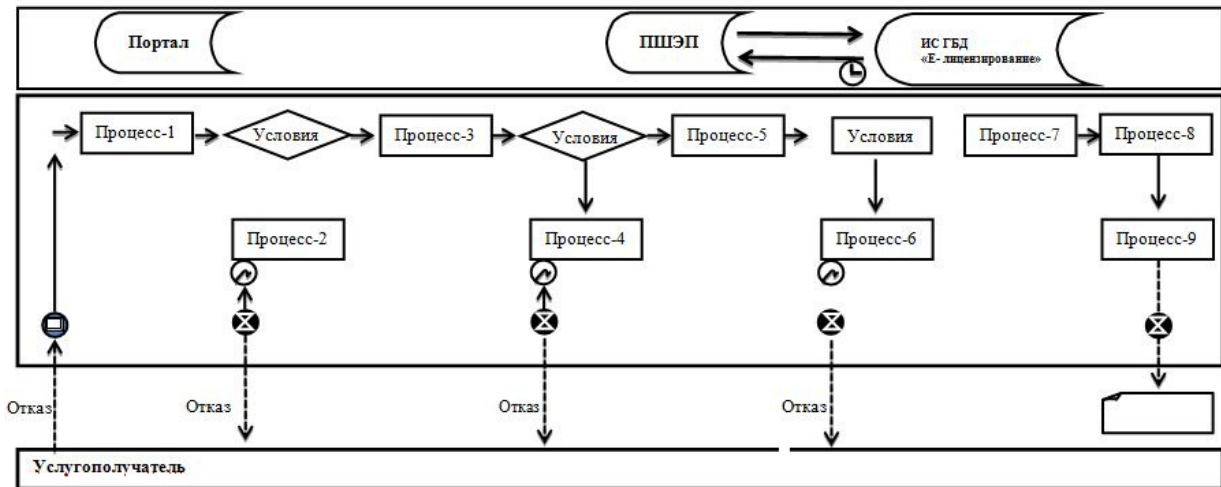 Портал
ПШЭП
ИС ГБД
«Е- лицензирование»
Процесс-1
Условия
Процесс-3
Условия
Процесс-5
Условия
Процесс-7
Процесс-8
Процесс-2
Процесс-4
Процесс-6
Процесс-9
Отказ
Отказ
Отказ
Отказ
Услугополучатель